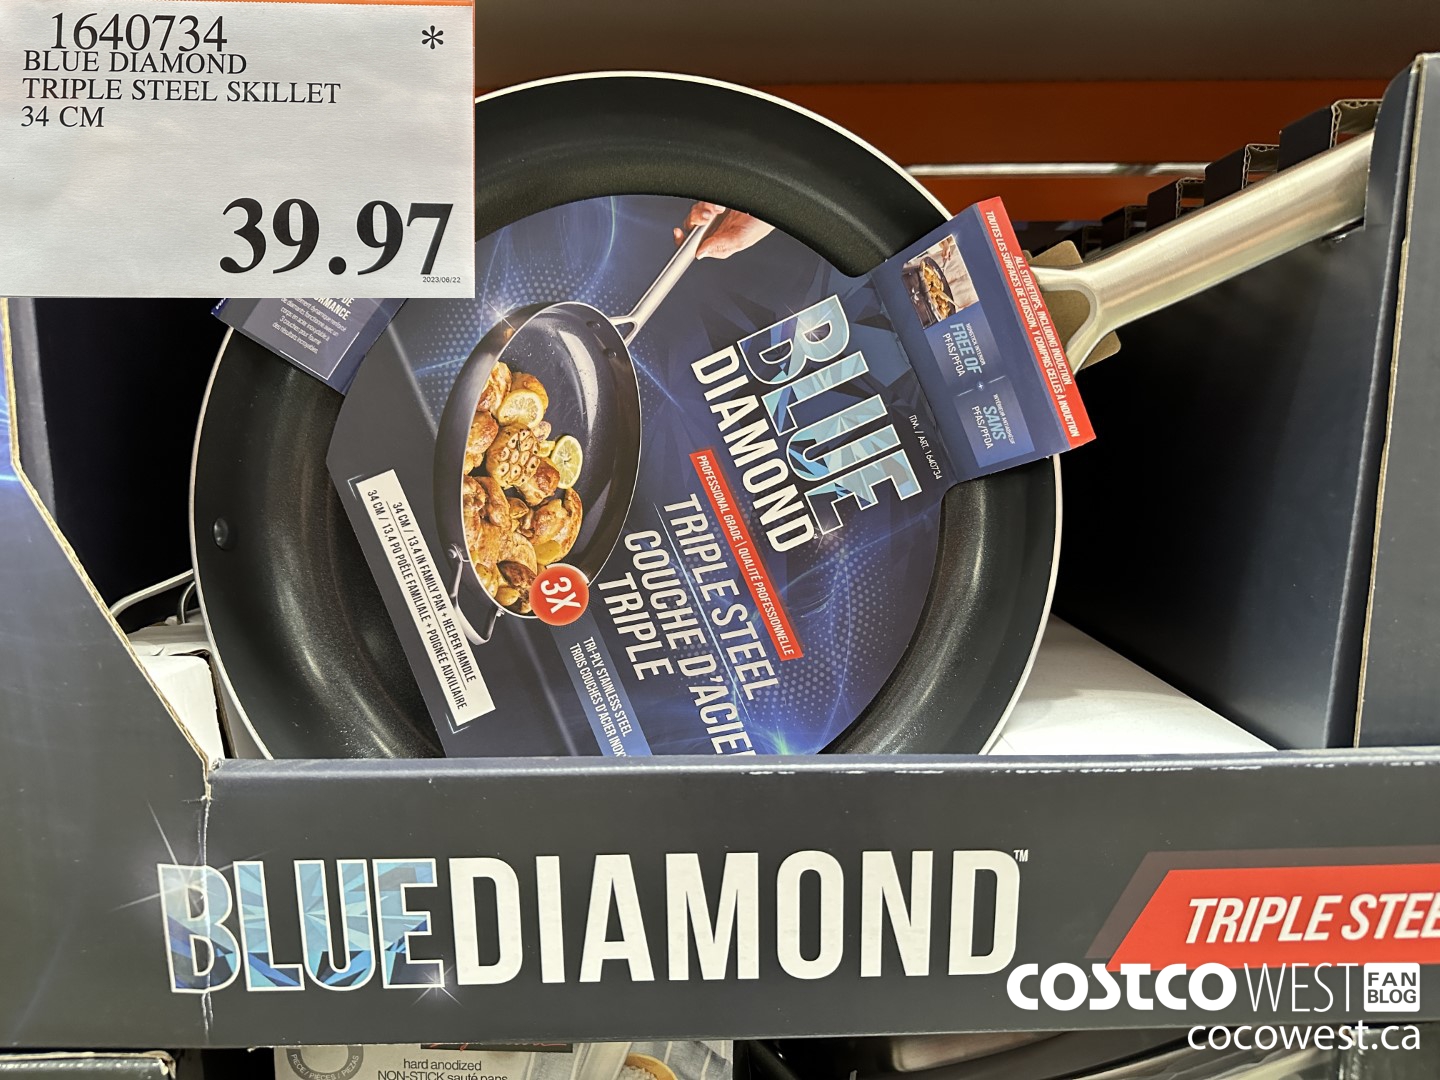 1640734 *
BLUE DIAMOND
TRIPLE STEEL SKILLET
34 CM
39.97
2023/06/22
TOUTES LES SURFACES DE CUISSON, Y COMPRIS CELLES À INDUCTION
ALL STOVETOPS, INCLUDING INDUCTION
FREE OF
PFAS/PFOA
+
SANS
PFAS/PFOA
ITM. / ART. 1640734
BLUE
DIAMOND
PROFESSIONAL GRADE | QUALITÉ PROFESSIONNELLE
TRIPLE STEEL
COUCHE D'ACIE
TRIPLE
3X
TRI-PLY STAINLESS STEEL
TROIS COUCHES D'ACIER INOX
34 CM / 13.4 IN FAMILY PAN + HELPER HANDLE
34 CM / 13.4 PO POÊLE FAMILIALE + POIGNÉE AUXILIAIRE
BLUEDIAMOND™
TRIPLE STEE
COSTCO WEST FAN BLOG
cocowest.ca
hard anodized
NON-STICK sauté pans